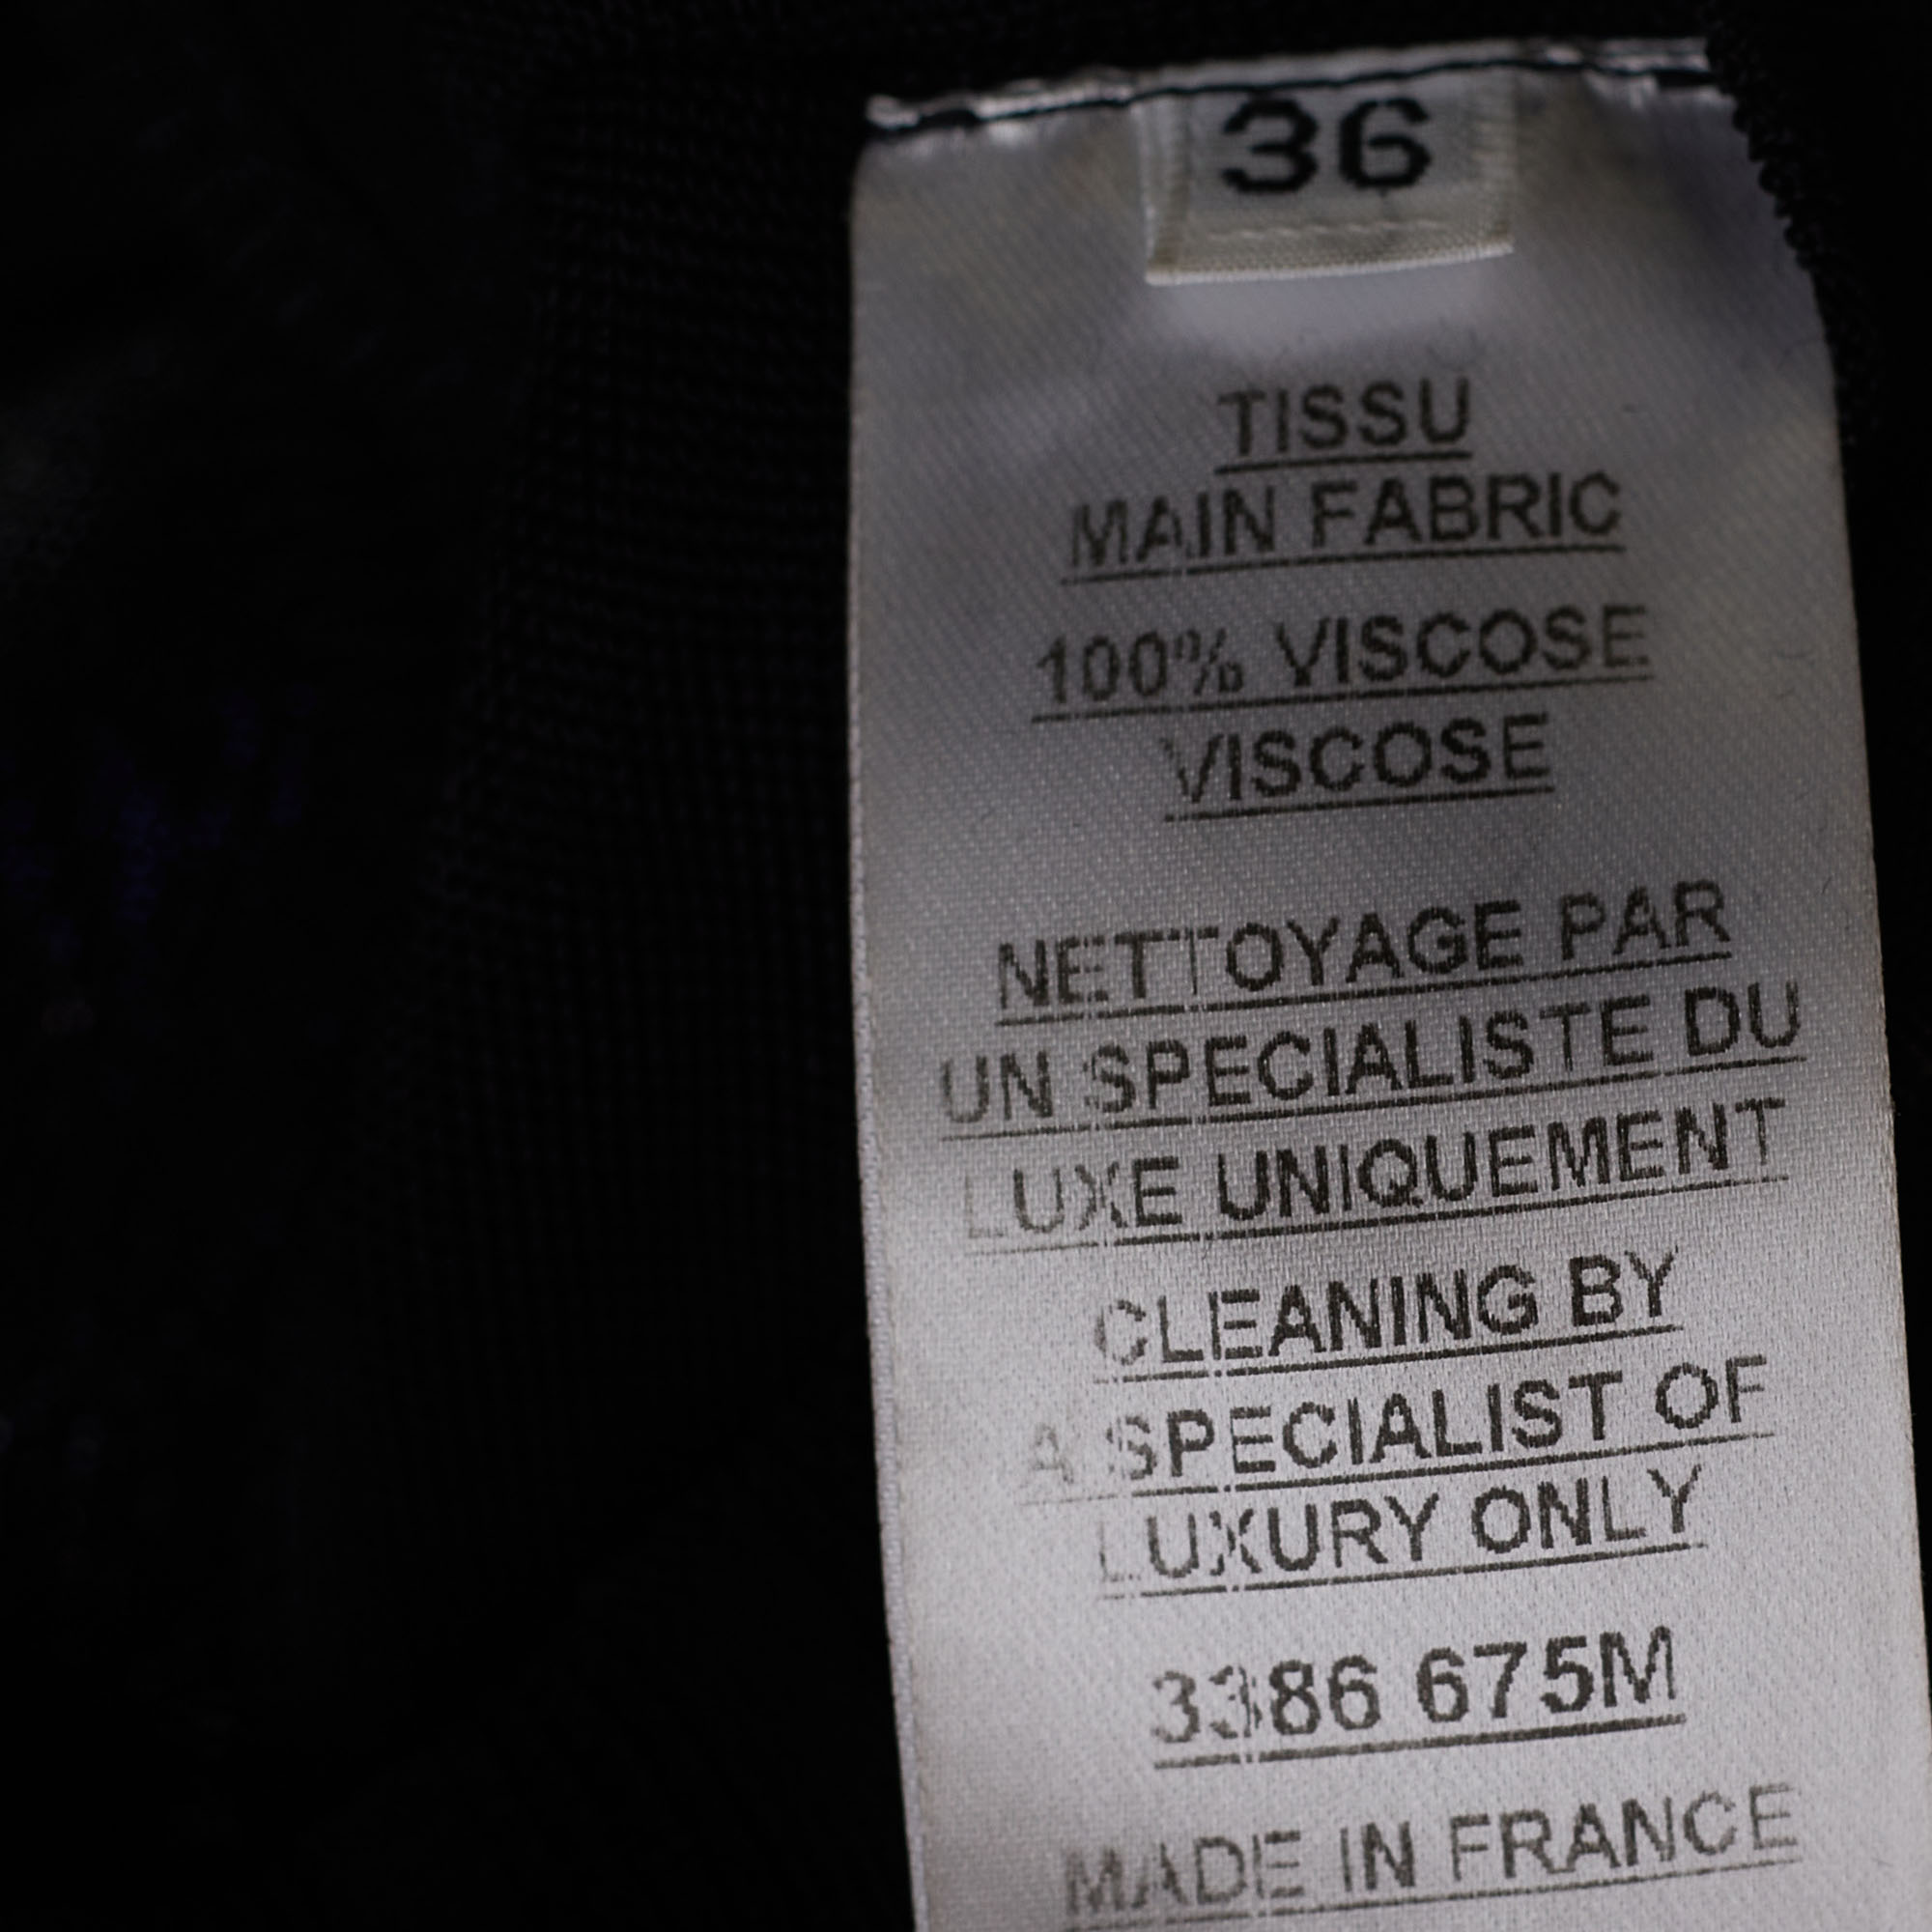 36
TISSU
MAIN FABRIC
100% VISCOSE
VISCOSE
NETTOYAGE PAR
UN SPECIALISTE DU
LUXE UNIQUEMENT
CLEANING BY
A SPECIALIST OF
LUXURY ONLY
3386 675M
MADE IN FRANCE